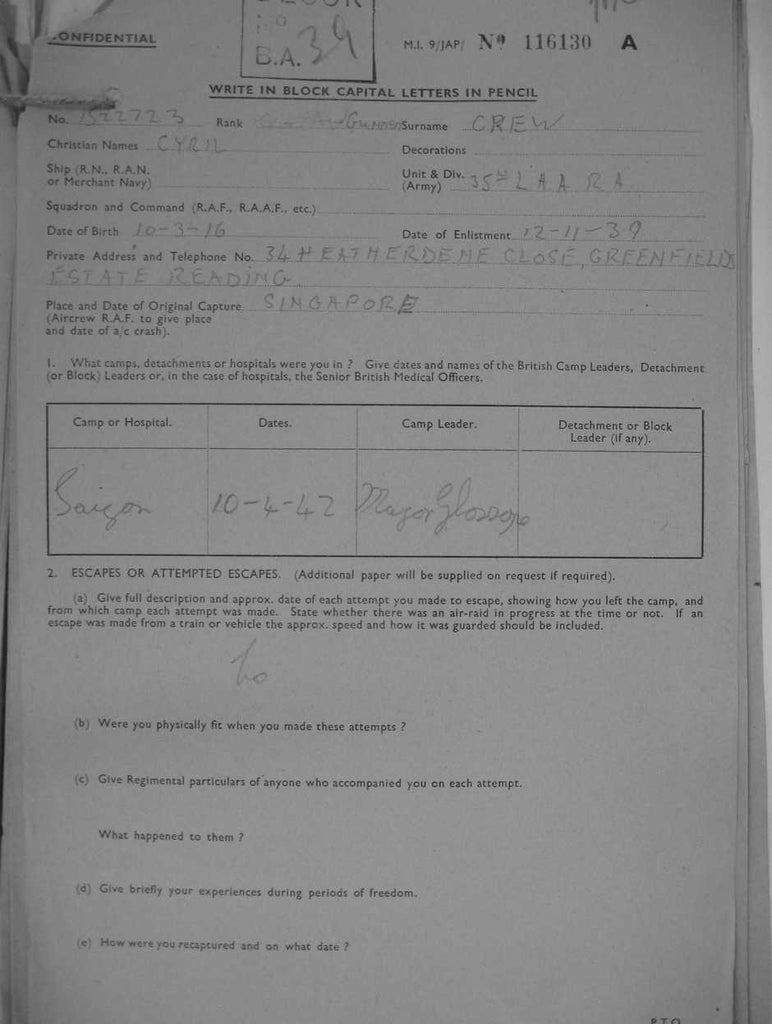 B.A. 39
CONFIDENTIAL M.I. 9/JAP/ Nº 116130 A
WRITE IN BLOCK CAPITAL LETTERS IN PENCIL
No. 1522723 Rank GUNNER Surname CREW
Christian Names CYRIL Decorations
Ship (R.N., R.A.N. or Merchant Navy)
Unit & Div. (Army) 35TH L A A R A
Squadron and Command (R.A.F., R.A.A.F., etc.)
Date of Birth 10-3-16 Date of Enlistment 12-11-39
Private Address and Telephone No. 34 HEATHERDENE CLOSE, GREENFIELDS
ESTATE READING
Place and Date of Original Capture SINGAPORE
(Aircrew R.A.F. to give place
and date of a/c crash).
1. What camps, detachments or hospitals were you in ? Give dates and names of the British Camp Leaders, Detachment
(or Block) Leaders or, in the case of hospitals, the Senior British Medical Officers.
Camp or Hospital. Dates. Camp Leader. Detachment or Block
Leader (if any).
Saigon 10-4-42 Major Glossop
2. ESCAPES OR ATTEMPTED ESCAPES. (Additional paper will be supplied on request if required).
(a) Give full description and approx. date of each attempt you made to escape, showing how you left the camp, and
from which camp each attempt was made. State whether there was an air-raid in progress at the time or not. If an
escape was made from a train or vehicle the approx. speed and how it was guarded should be included.
No
(b) Were you physically fit when you made these attempts ?
(c) Give Regimental particulars of anyone who accompanied you on each attempt.
What happened to them ?
(d) Give briefly your experiences during periods of freedom.
(e) How were you recaptured and on what date ?
P.T.O.